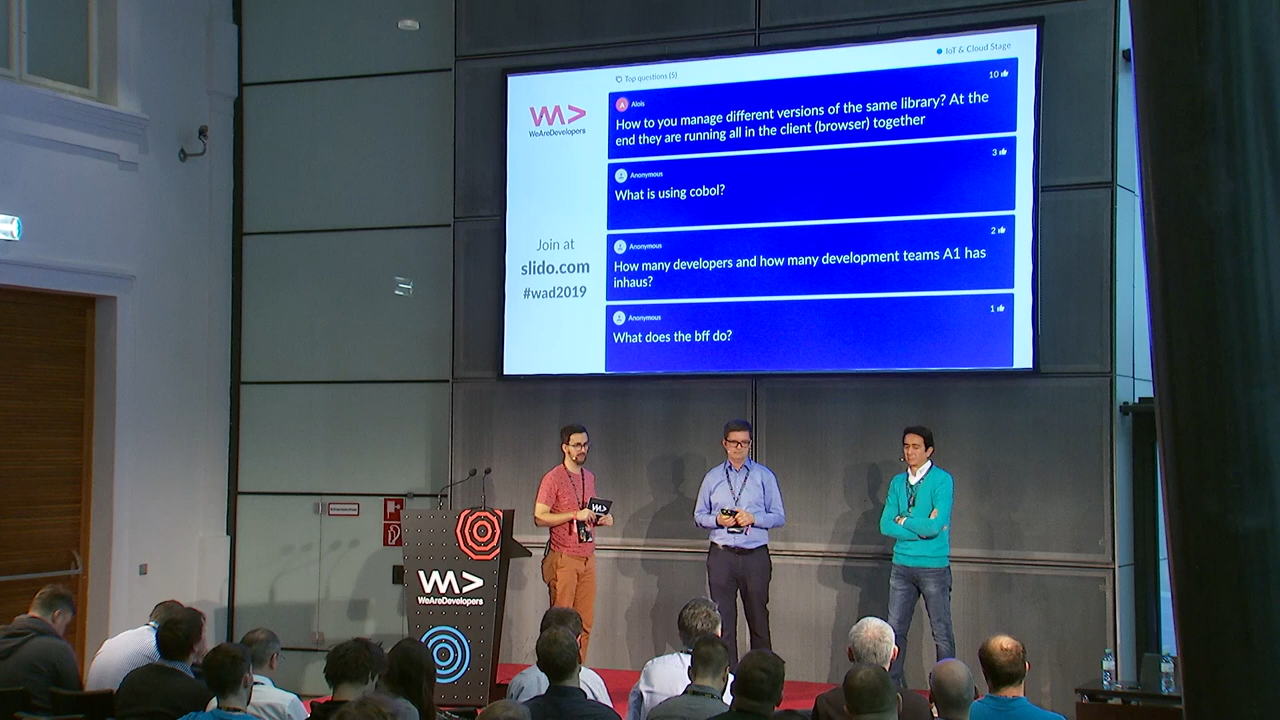 IoT & Cloud Stage
Top questions (5)
WeAreDevelopers
A
Alois
10
How to you manage different versions of the same library? At the
end they are running all in the client (browser) together
Anonymous
3
What is using cobol?
Anonymous
2
How many developers and how many development teams A1 has
inhaus?
Anonymous
1
What does the bff do?
Join at
slido.com
#wad2019
WeAreDevelopers